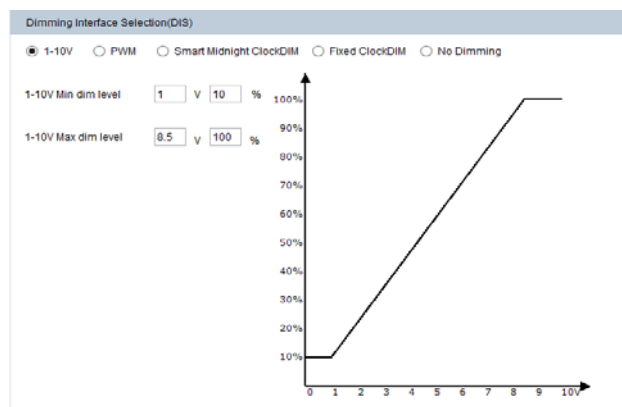 Dimming Interface Selection(DIS)
1-10V PWM Smart Midnight ClockDIM Fixed ClockDIM No Dimming
1-10V Min dim level 1 V 10 %
1-10V Max dim level 8.5 V 100 %
100%
90%
80%
70%
60%
50%
40%
30%
20%
10%
0 1 2 3 4 5 6 7 8 9 10V